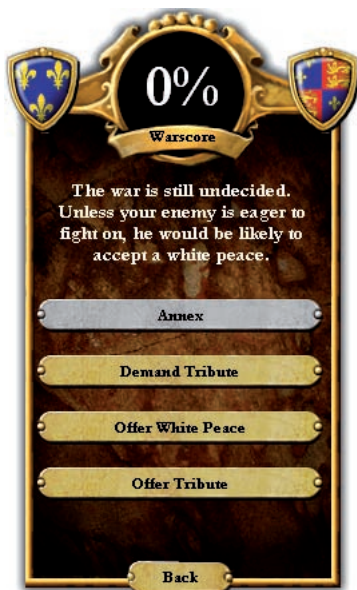 0%
Warscore
The war is still undecided.
Unless your enemy is eager to
fight on, he would be likely to
accept a white peace.
Annex
Demand Tribute
Offer White Peace
Offer Tribute
Back